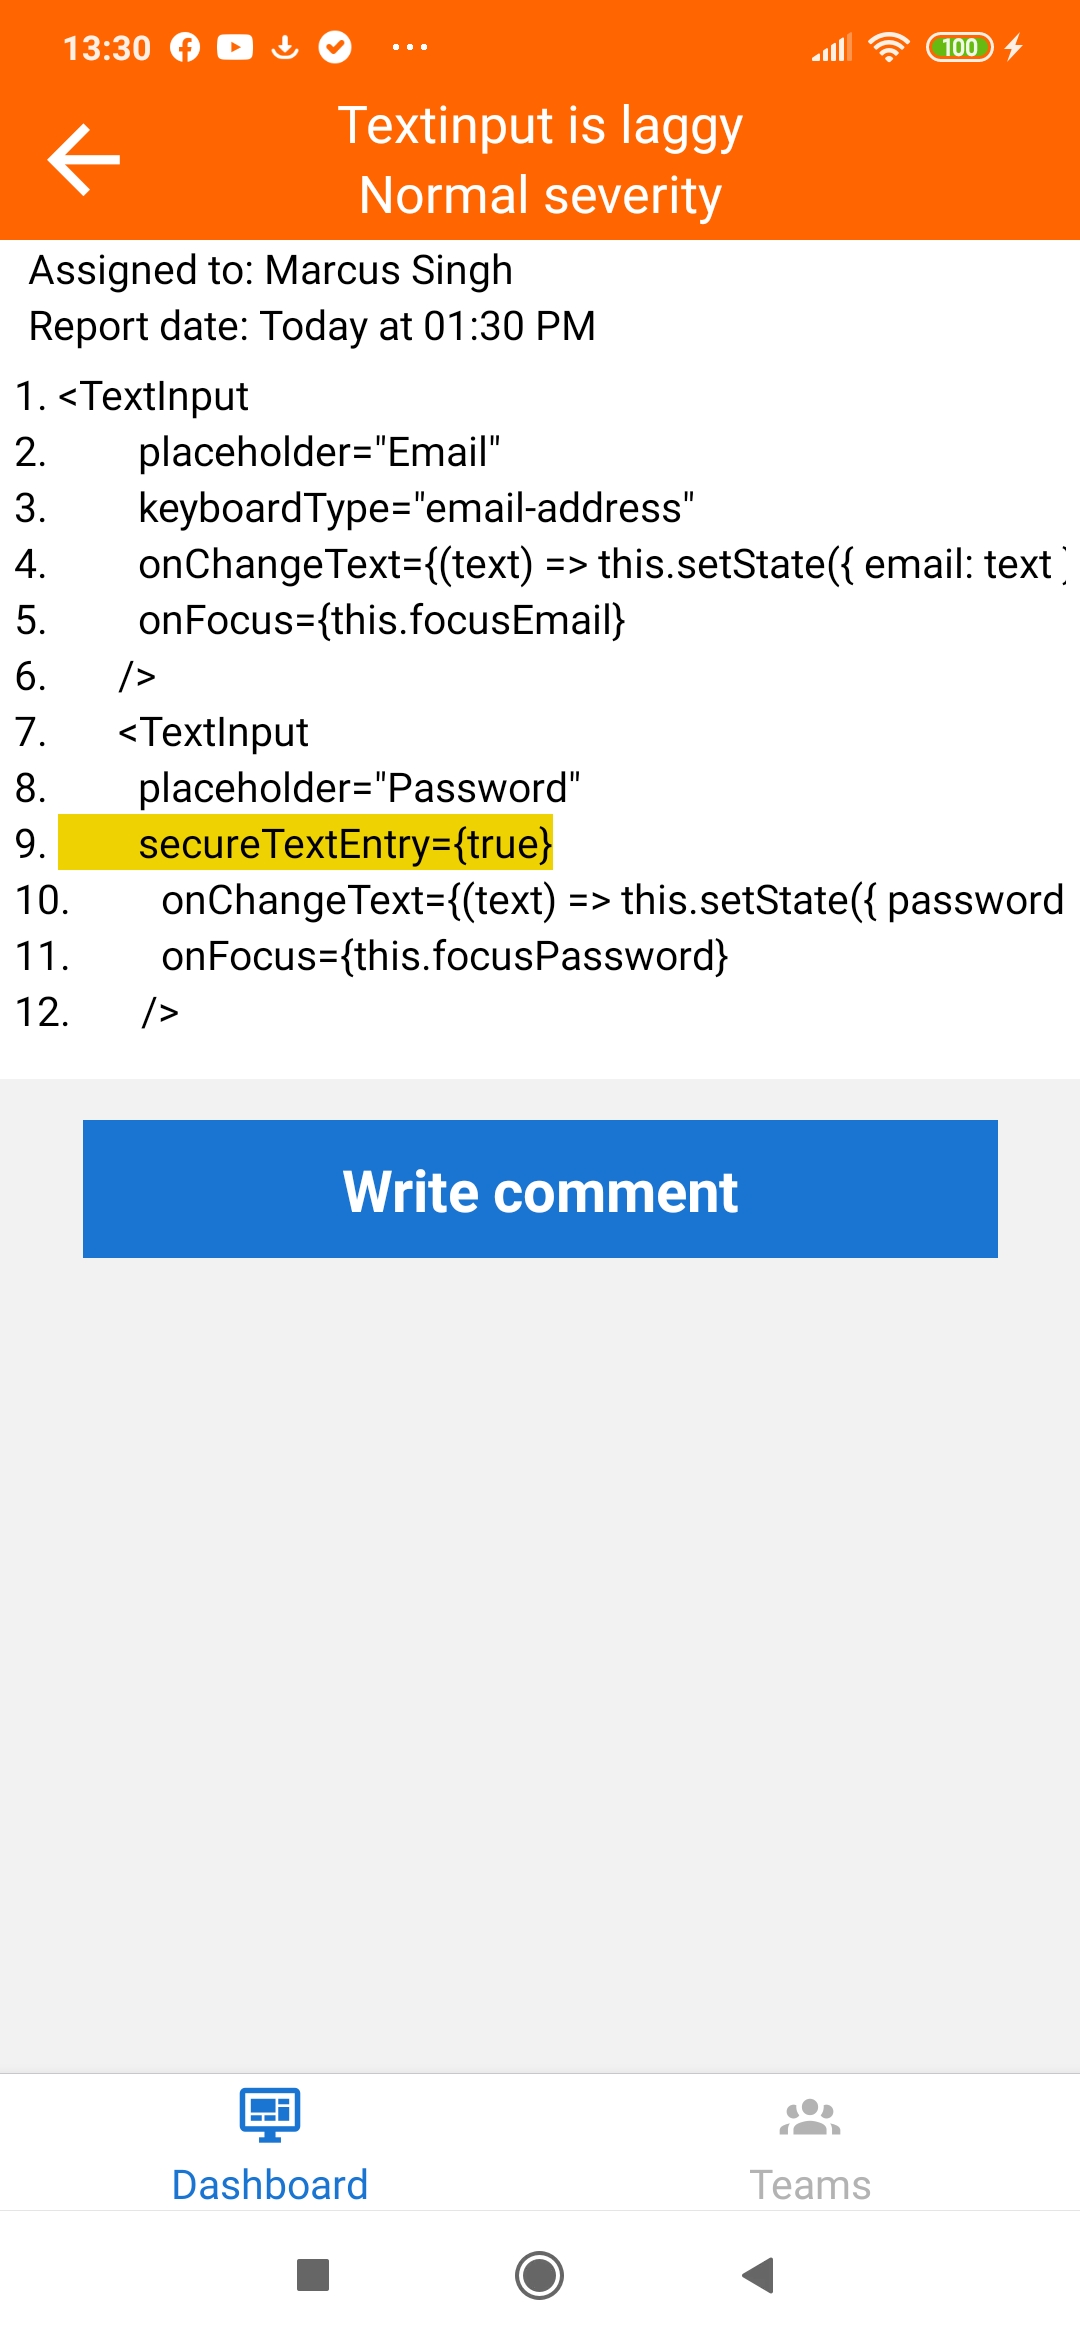 13:30
100
Textinput is laggy
Normal severity
Assigned to: Marcus Singh
Report date: Today at 01:30 PM
1. <TextInput
2. placeholder="Email"
3. keyboardType="email-address"
4. onChangeText={(text) => this.setState({ email: text }
5. onFocus={this.focusEmail}
6. />
7. <TextInput
8. placeholder="Password"
9. secureTextEntry={true}
10. onChangeText={(text) => this.setState({ password
11. onFocus={this.focusPassword}
12. />
Write comment
Dashboard
Teams